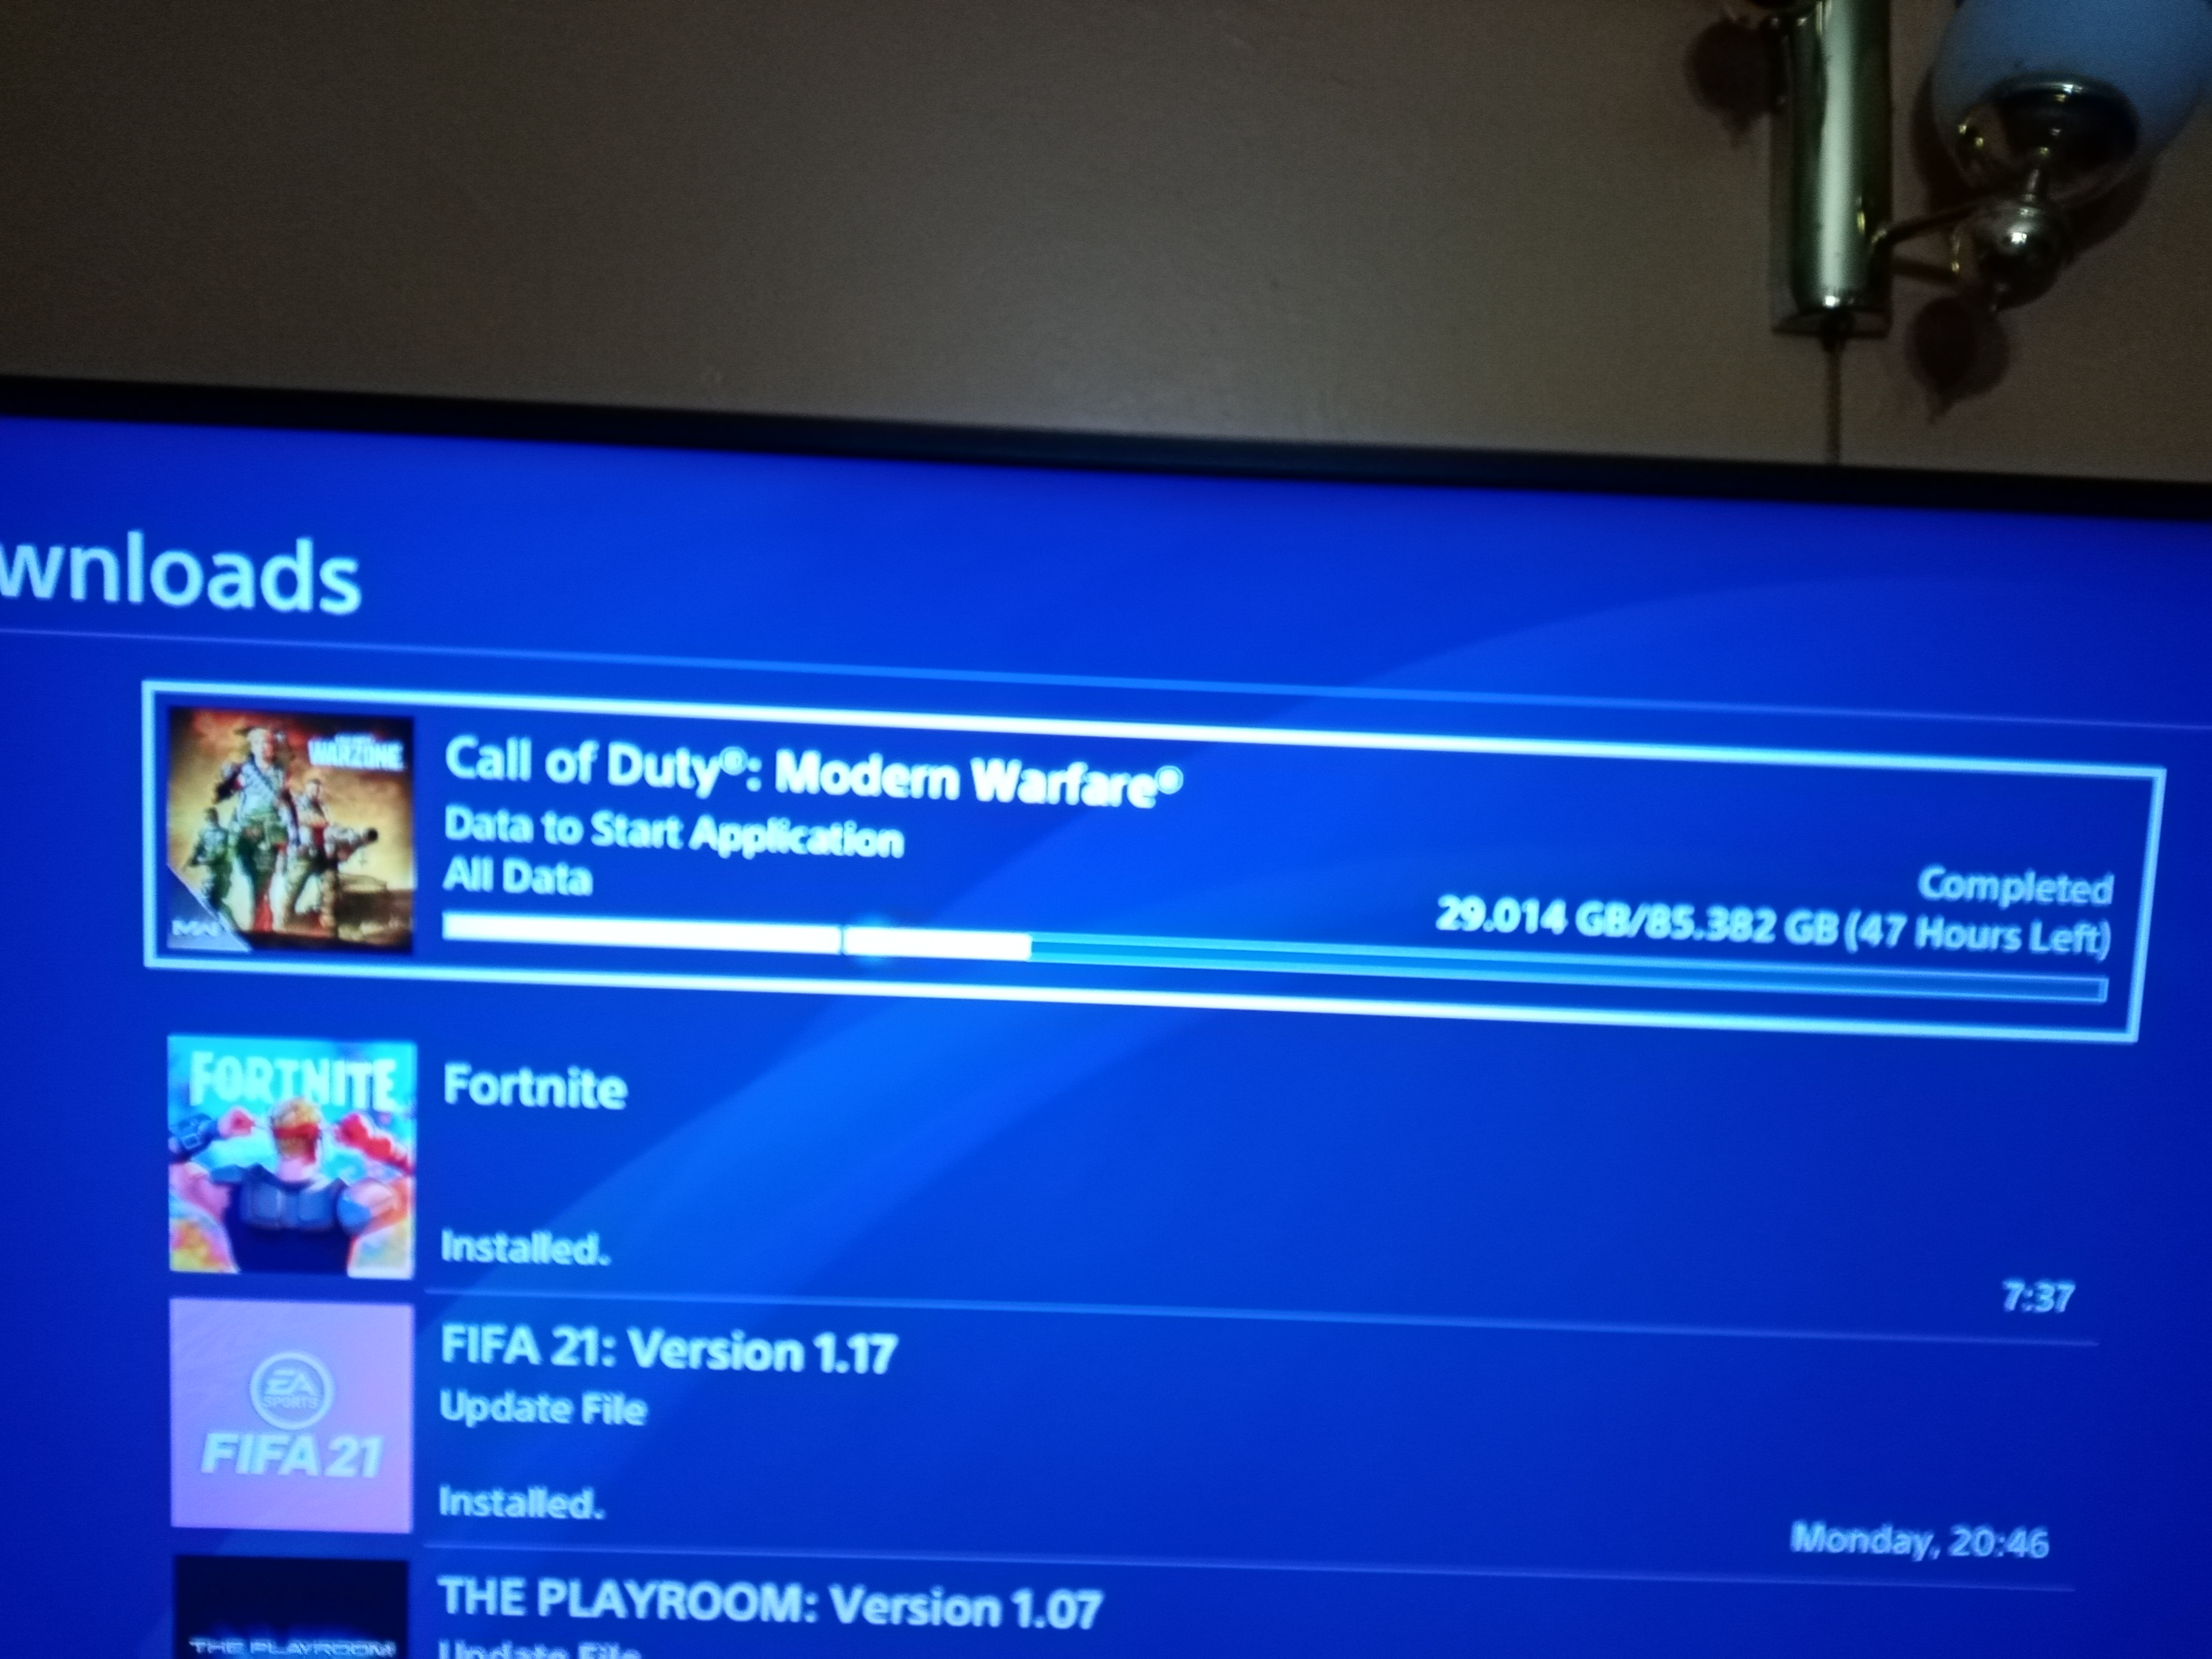 wnloads
WARZONE
MW
Call of Duty®: Modern Warfare®
Data to Start Application
All Data
Completed
29.014 GB/85.382 GB (47 Hours Left)
FORTNITE
Fortnite
Installed.
7:37
EA
SPORTS
FIFA 21
FIFA 21: Version 1.17
Update File
Installed.
Monday, 20:46
THE PLAYROOM
THE PLAYROOM: Version 1.07
Update File